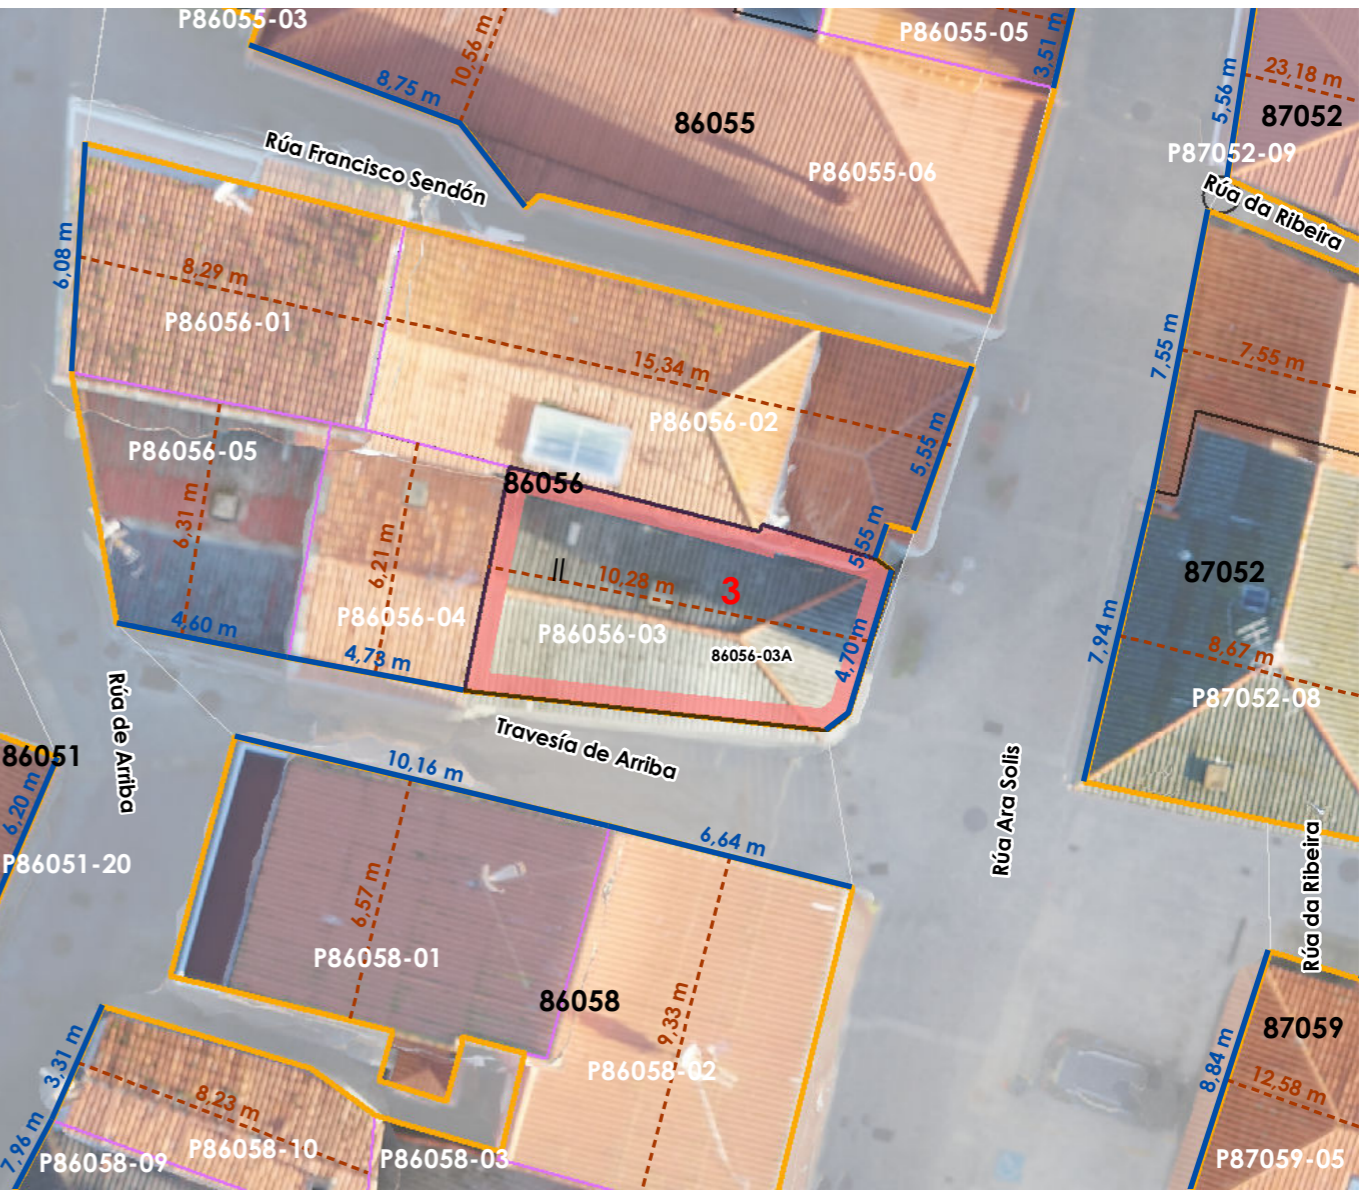 P86055-03
10,56 m
P86055-05
3,51 m
8,75 m
86055
P86055-06
Rúa Francisco Sendón
5,56 m
23,18 m
87052
P87052-09
Rúa da Ribeira
6,08 m
8,29 m
P86056-01
15,34 m
P86056-02
5,55 m
7,55 m
7,55 m
P86056-05
6,31 m
86056
6,21 m
5,55 m
II
10,28 m
3
P86056-04
P86056-03
86056-03A
4,70 m
4,60 m
4,73 m
87052
7,94 m
8,67 m
P87052-08
Rúa de Arriba
Travesía de Arriba
Rúa Ara Solis
Rúa da Ribeira
86051
6,20 m
P86051-20
10,16 m
6,64 m
6,57 m
P86058-01
86058
9,33 m
P86058-02
3,31 m
8,23 m
7,96 m
P86058-09
P86058-10
P86058-03
87059
8,84 m
12,58 m
P87059-05